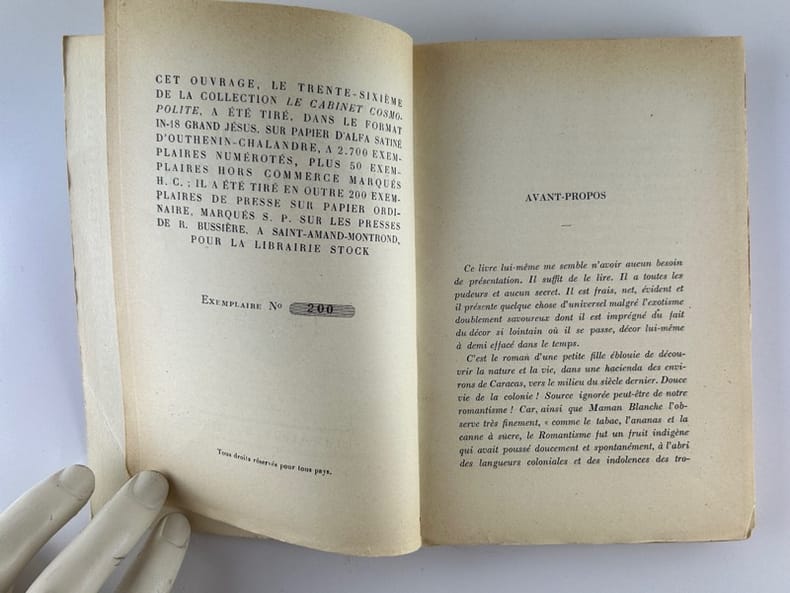 CET OUVRAGE, LE TRENTE-SIXIÈME
DE LA COLLECTION LE CABINET COSMO-
POLITE, A ÉTÉ TIRÉ, DANS LE FORMAT
IN-18 GRAND JÉSUS, SUR PAPIER D'ALFA SATINÉ
D'OUTHENIN-CHALANDRE, A 2.700 EXEM-
PLAIRES NUMÉROTÉS, PLUS 50 EXEM-
PLAIRES HORS COMMERCE MARQUÉS
H. C. ; IL A ÉTÉ TIRÉ EN OUTRE 200 EXEM-
PLAIRES DE PRESSE SUR PAPIER ORDI-
NAIRE, MARQUÉS S. P. SUR LES PRESSES
DE R. BUSSIÈRE, A SAINT-AMAND-MONTROND,
POUR LA LIBRAIRIE STOCK
EXEMPLAIRE No 200
Tous droits réservés pour tous pays.
AVANT-PROPOS
Ce livre lui-même me semble n'avoir aucun besoin
de présentation. Il suffit de le lire. Il a toutes les
pudeurs et aucun secret. Il est frais, net, évident et
il présente quelque chose d'universel malgré l'exotisme
doublement savoureux dont il est imprégné du fait
du décor si lointain où il se passe, décor lui-même
à demi effacé dans le temps.
C'est le roman d'une petite fille éblouie de décou-
vrir la nature et la vie, dans une hacienda des envi-
rons de Caracas, vers le milieu du siècle dernier. Douce
vie de la colonie ! Source ignorée peut-être de notre
romantisme ! Car, ainsi que Maman Blanche l'ob-
serve très finement, « comme le tabac, l'ananas et la
canne à sucre, le Romantisme fut un fruit indigène
qui avait poussé doucement et spontanément, à l'abri
des langueurs coloniales et des indolences des tro-